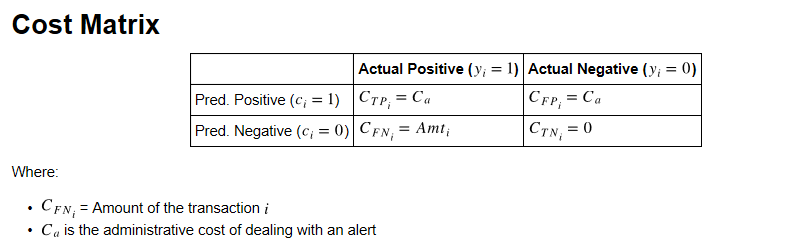 Cost Matrix
Actual Positive (yᵢ = 1) Actual Negative (yᵢ = 0)
Pred. Positive (cᵢ = 1) C_TPᵢ = Cₐ C_FPᵢ = Cₐ
Pred. Negative (cᵢ = 0) C_FNᵢ = Amtᵢ C_TNᵢ = 0
Where:
• C_FNᵢ = Amount of the transaction i
• Cₐ is the administrative cost of dealing with an alert